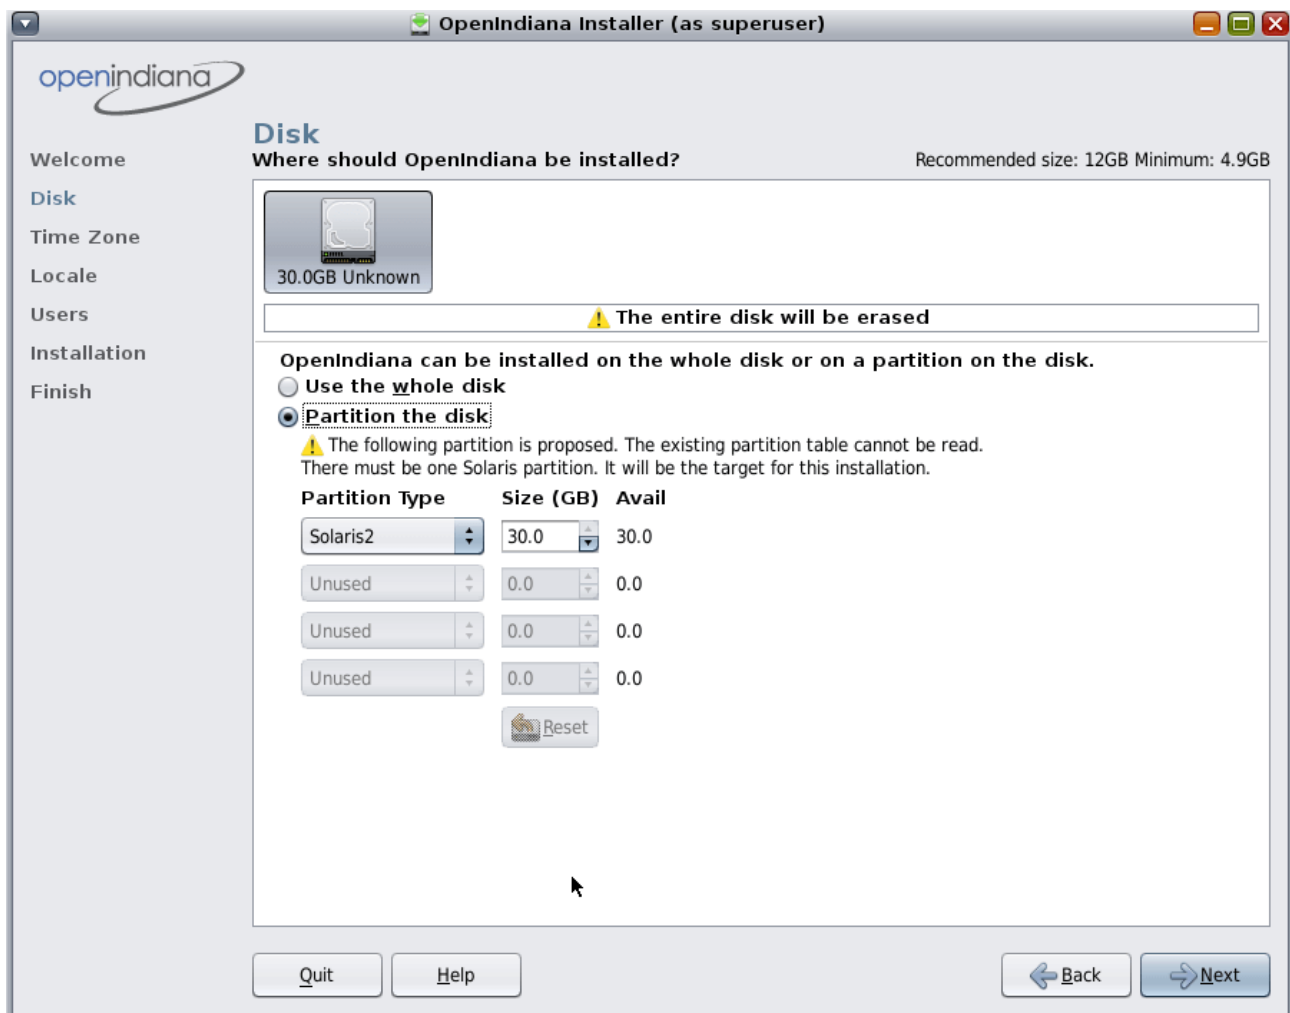 OpenIndiana Installer (as superuser)
openindiana
Disk
Where should OpenIndiana be installed?
Recommended size: 12GB Minimum: 4.9GB
Welcome
Disk
Time Zone
Locale
Users
Installation
Finish
30.0GB Unknown
The entire disk will be erased
OpenIndiana can be installed on the whole disk or on a partition on the disk.
Use the whole disk
Partition the disk
The following partition is proposed. The existing partition table cannot be read.
There must be one Solaris partition. It will be the target for this installation.
Partition Type Size (GB) Avail
Solaris2 30.0 30.0
Unused 0.0 0.0
Unused 0.0 0.0
Unused 0.0 0.0
Reset
Quit Help Back Next